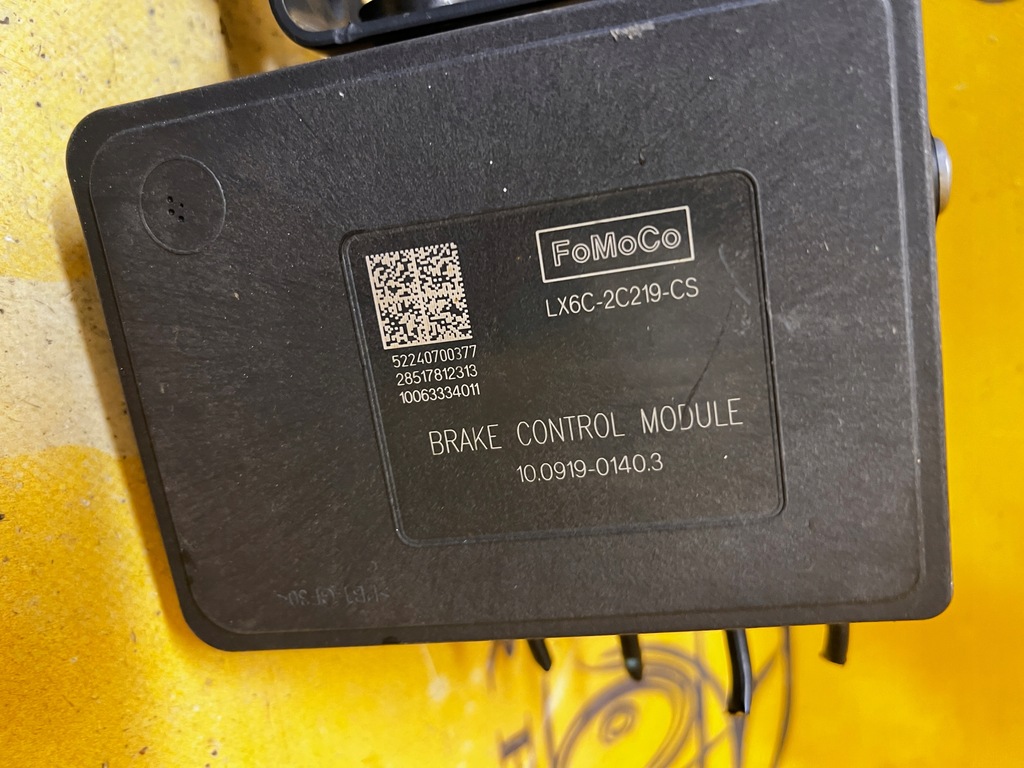 FoMoCo
LX6C-2C219-CS
52240700377
28517812313
10063334011
BRAKE CONTROL MODULE
10.0919-0140.3